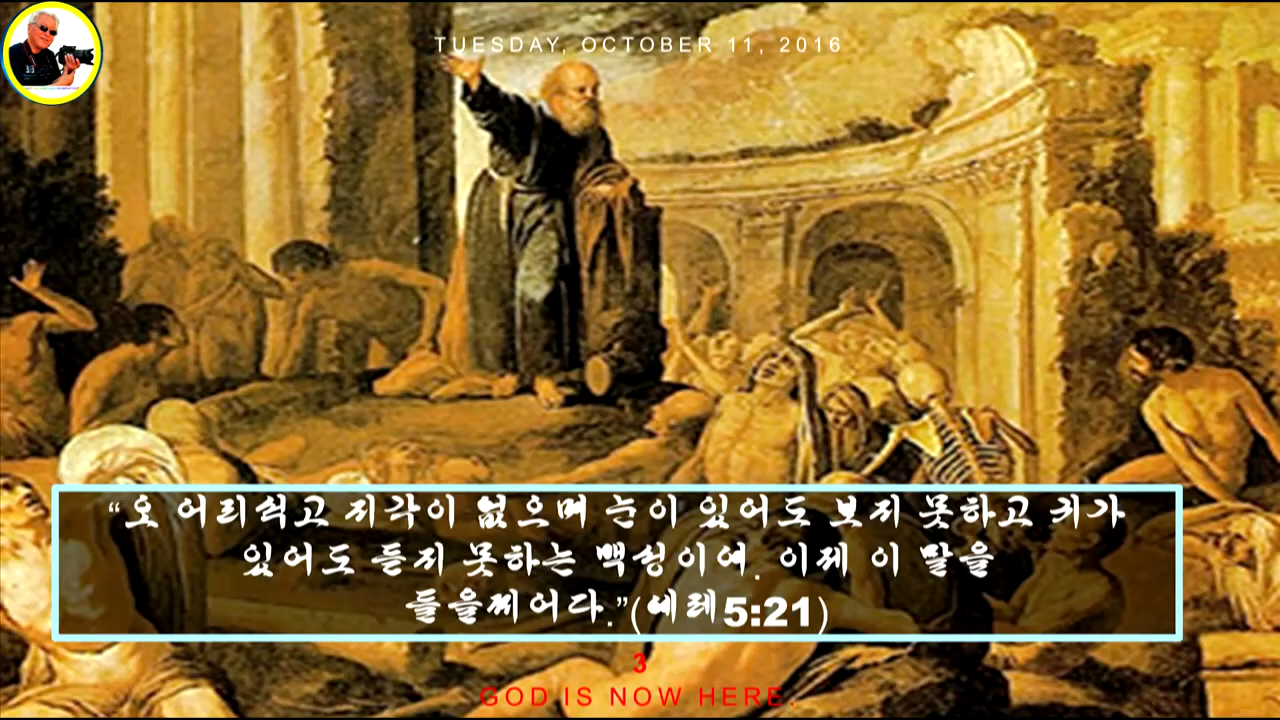 TUESDAY, OCTOBER 11, 2016
“오 어리석고 지각이 없으며 눈이 있어도 보지 못하고 귀가
있어도 듣지 못하는 백성이여. 이제 이 말을
들을찌어다.”(예레5:21)
3
GOD IS NOW HERE.